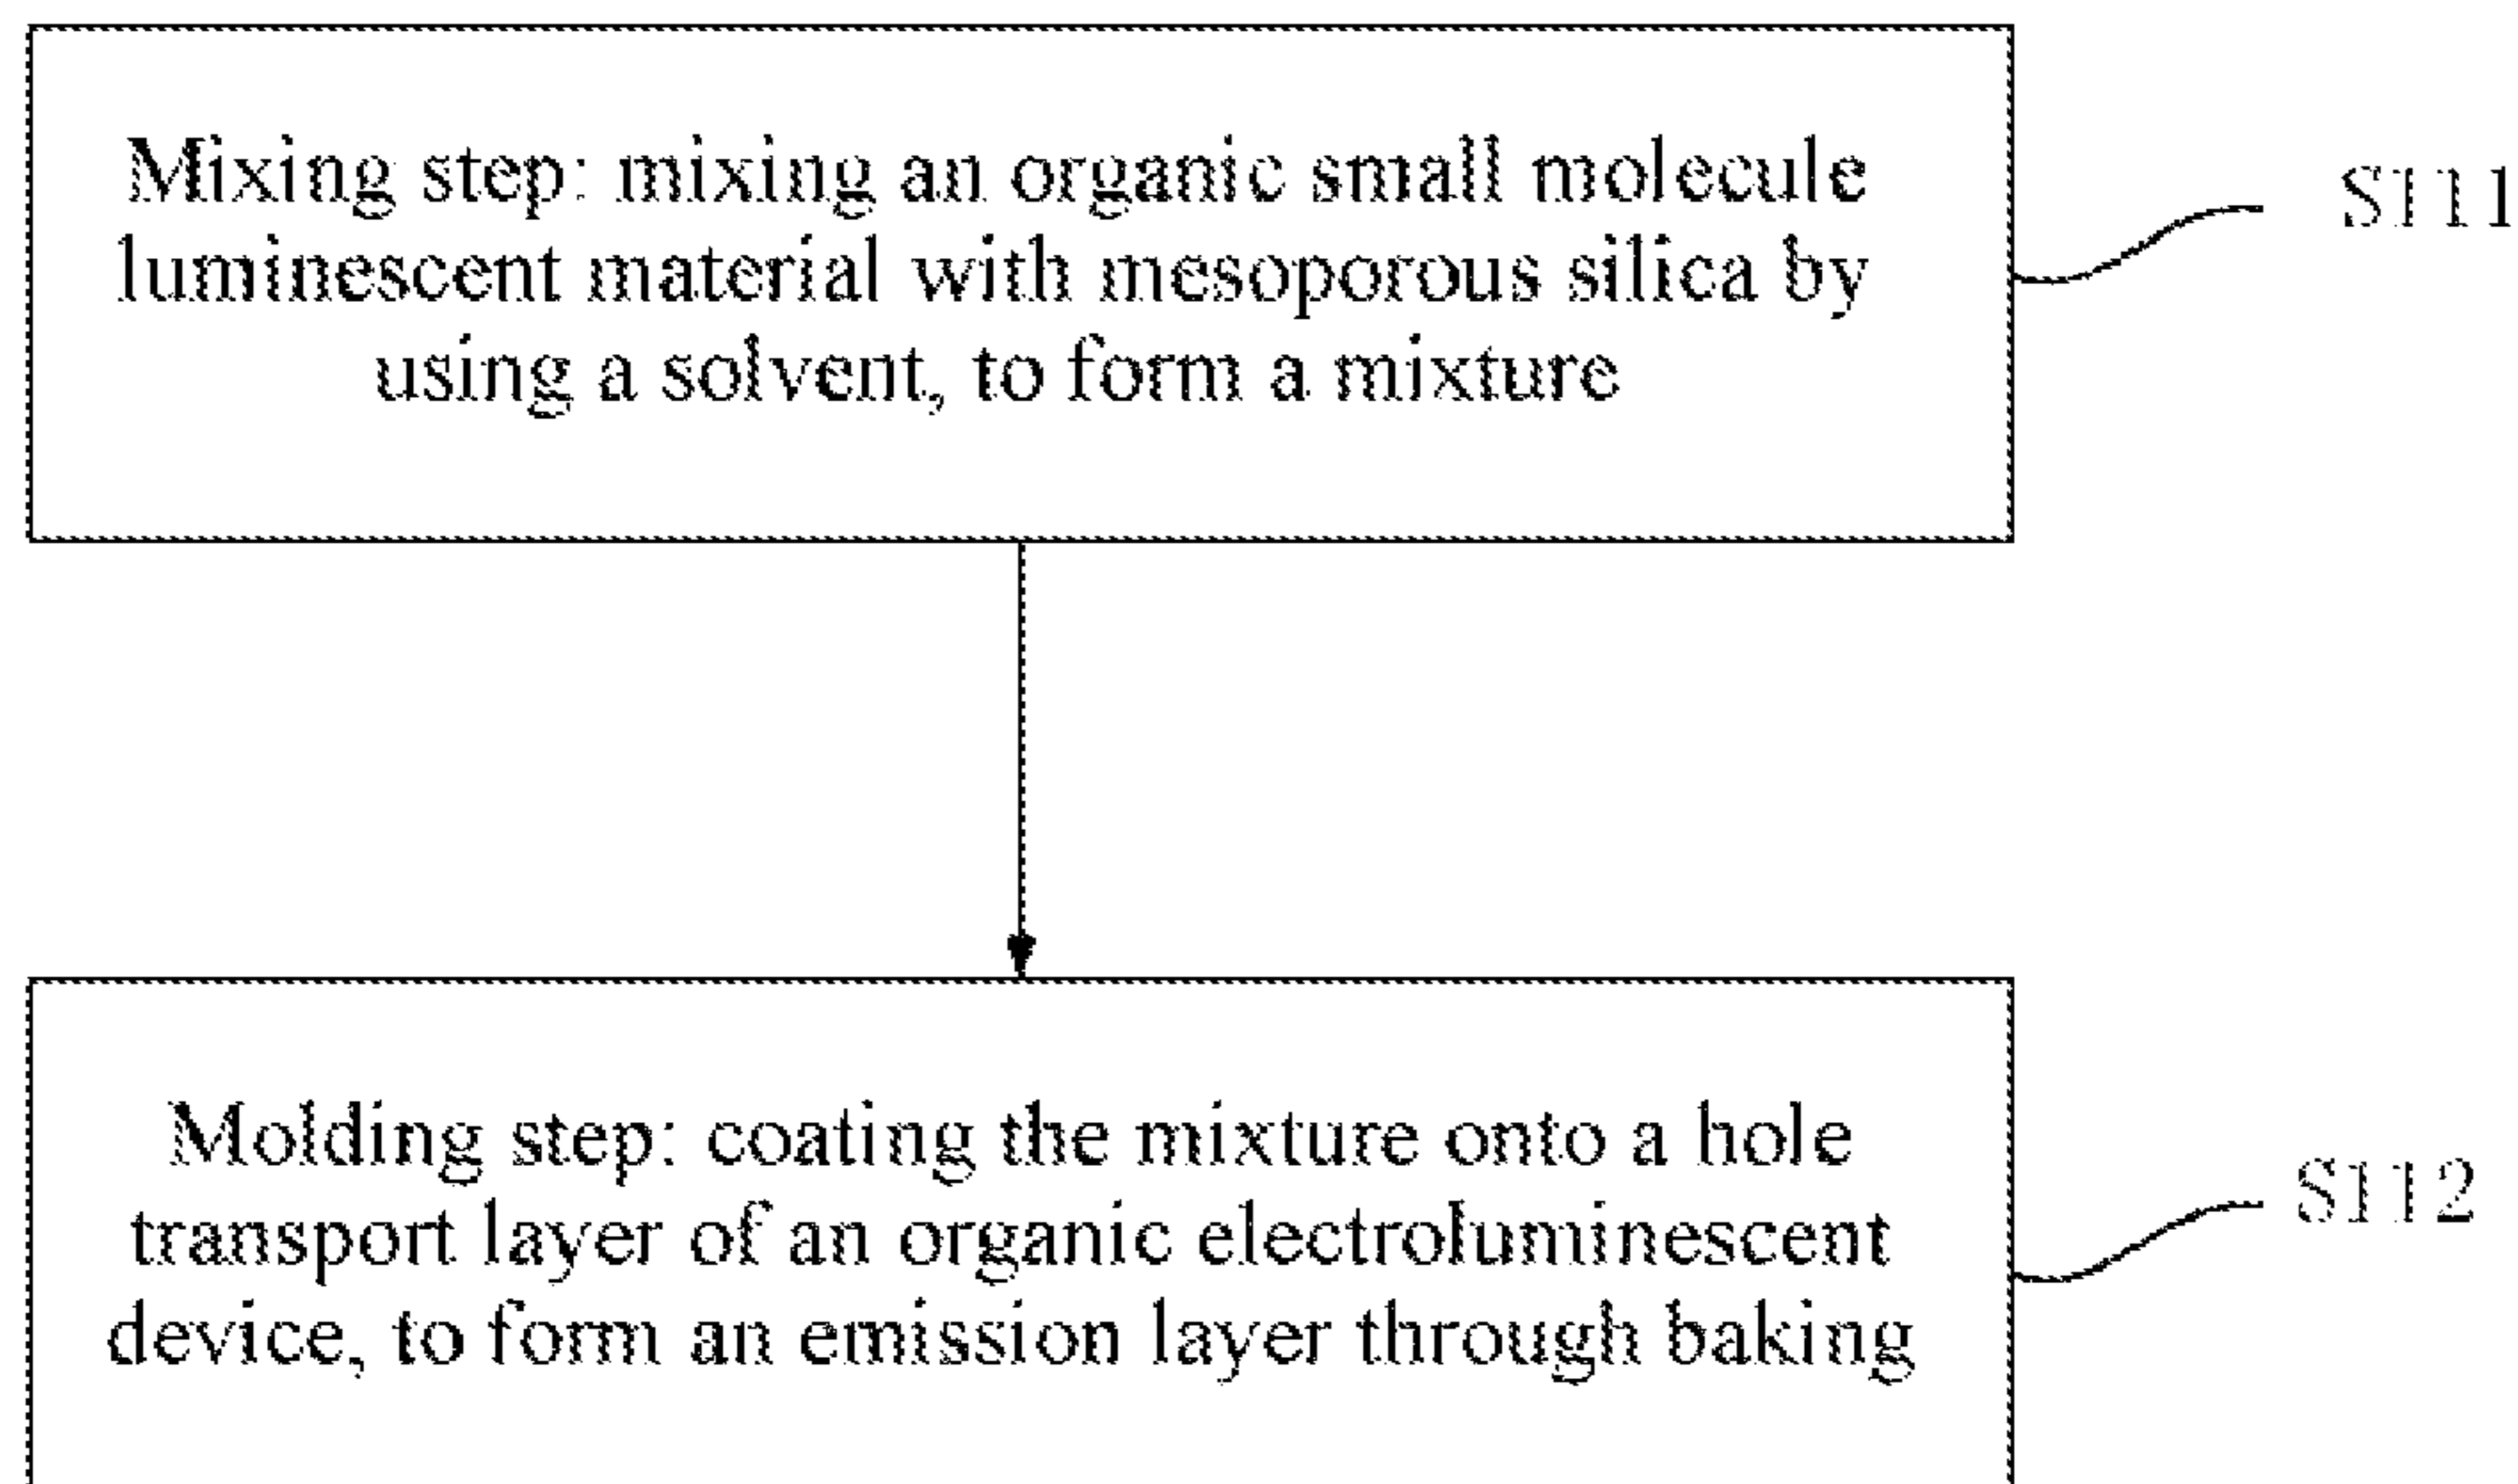 Mixing step: mixing an organic small molecule
luminescent material with mesoporous silica by
using a solvent, to form a mixture
S111
Molding step: coating the mixture onto a hole
transport layer of an organic electroluminescent
device, to form an emission layer through baking
S112